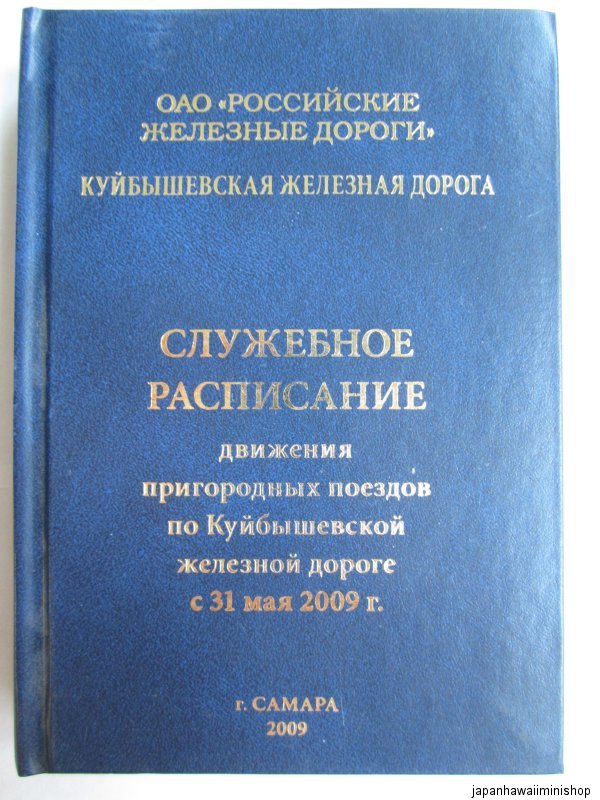 ОАО «РОССИЙСКИЕ
ЖЕЛЕЗНЫЕ ДОРОГИ»
КУЙБЫШЕВСКАЯ ЖЕЛЕЗНАЯ ДОРОГА
СЛУЖЕБНОЕ
РАСПИСАНИЕ
движения
пригородных поездов
по Куйбышевской
железной дороге
с 31 мая 2009 г.
г. САМАРА
2009
japanhawaiiminishop